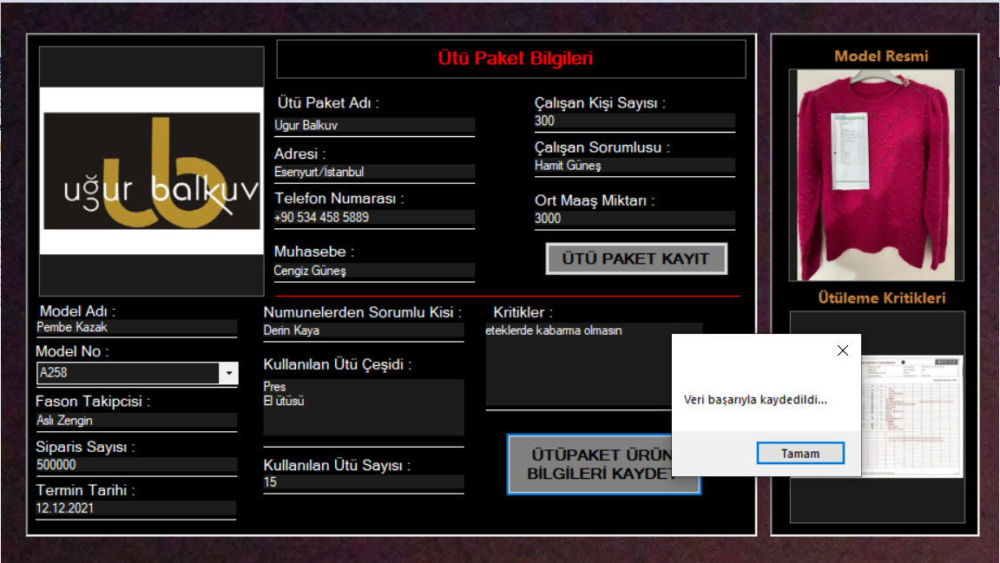 Ütü Paket Bilgileri
uğur balkuv
Ütü Paket Adı :
Ugur Balkuv
Adresi :
Esenyurt/İstanbul
Telefon Numarası :
+90 534 458 5889
Muhasebe :
Cengiz Güneş
Çalışan Kişi Sayısı :
300
Çalışan Sorumlusu :
Hamit Güneş
Ort Maaş Miktarı :
3000
ÜTÜ PAKET KAYIT
Model Adı :
Pembe Kazak
Model No :
A258
Fason Takipcisi :
Aslı Zengin
Siparis Sayısı :
500000
Termin Tarihi :
12.12.2021
Numunelerden Sorumlu Kisi :
Derin Kaya
Kullanılan Ütü Çeşidi :
Pres
El ütüsü
Kullanılan Ütü Sayısı :
15
Kritikler :
eteklerde kabarma olmasın
ÜTÜPAKET ÜRÜN
BİLGİLERİ KAYDET
Veri başarıyla kaydedildi...
Tamam
Model Resmi
Ütüleme Kritikleri